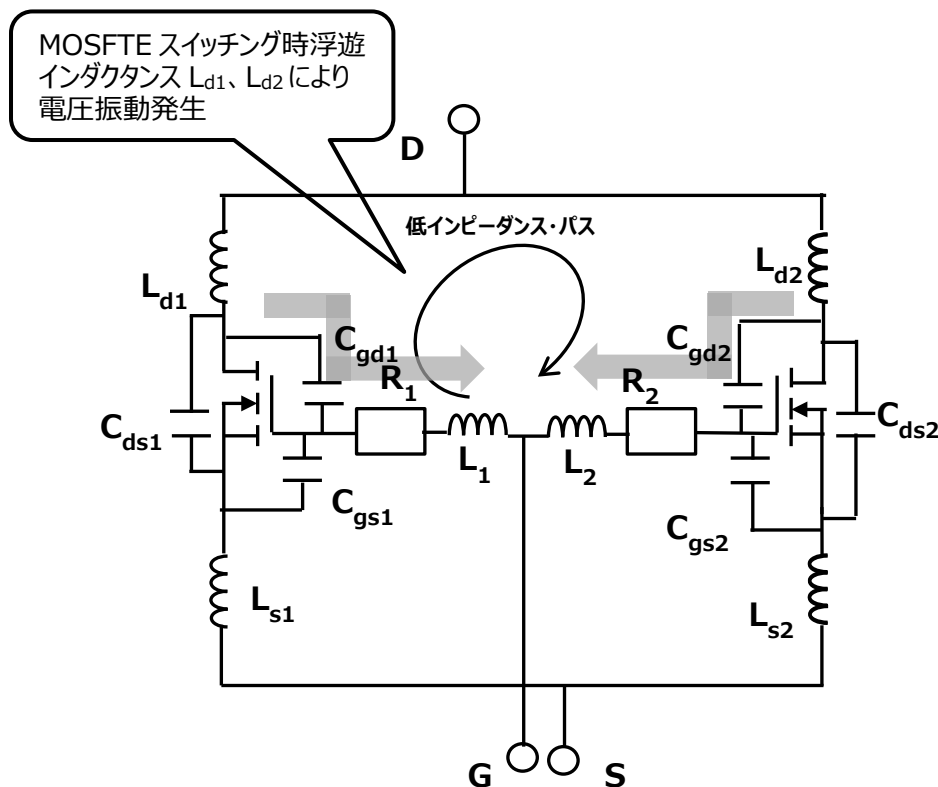 MOSFTE スイッチング時浮遊
インダクタンス Ld1、Ld2 により
電圧振動発生
D
低インピーダンス・パス
Ld1
Ld2
Cgd1
Cgd2
R1
R2
Cds1
Cds2
L1
L2
Cgs1
Cgs2
Ls1
Ls2
G
S